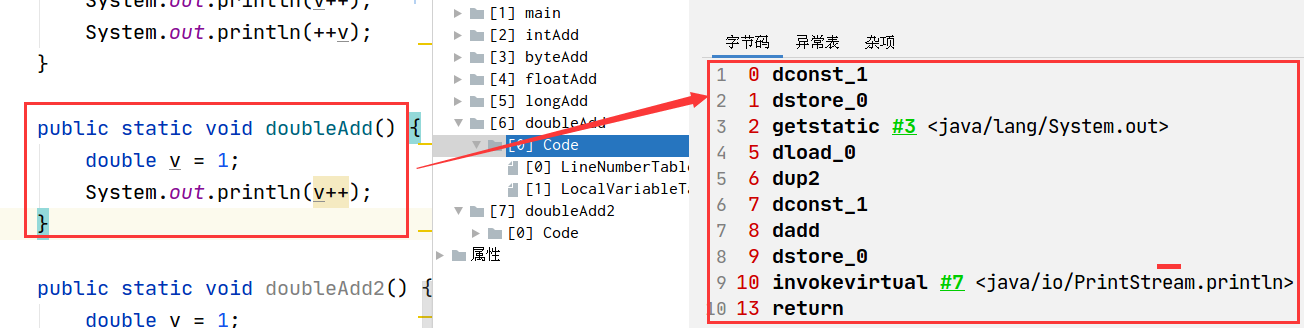 System.out.println(v++);
System.out.println(++v);
}
public static void doubleAdd() {
double v = 1;
System.out.println(v++);
}
public static void doubleAdd2() {
double v = 1;
[1] main
[2] intAdd
[3] byteAdd
[4] floatAdd
[5] longAdd
[6] doubleAdd
[0] Code
[0] LineNumberTable
[1] LocalVariableTa
[7] doubleAdd2
[0] Code
属性
字节码 异常表 杂项
1 0 dconst_1
2 1 dstore_0
3 2 getstatic #3 <java/lang/System.out>
4 5 dload_0
5 6 dup2
6 7 dconst_1
7 8 dadd
8 9 dstore_0
9 10 invokevirtual #7 <java/io/PrintStream.println>
10 13 return